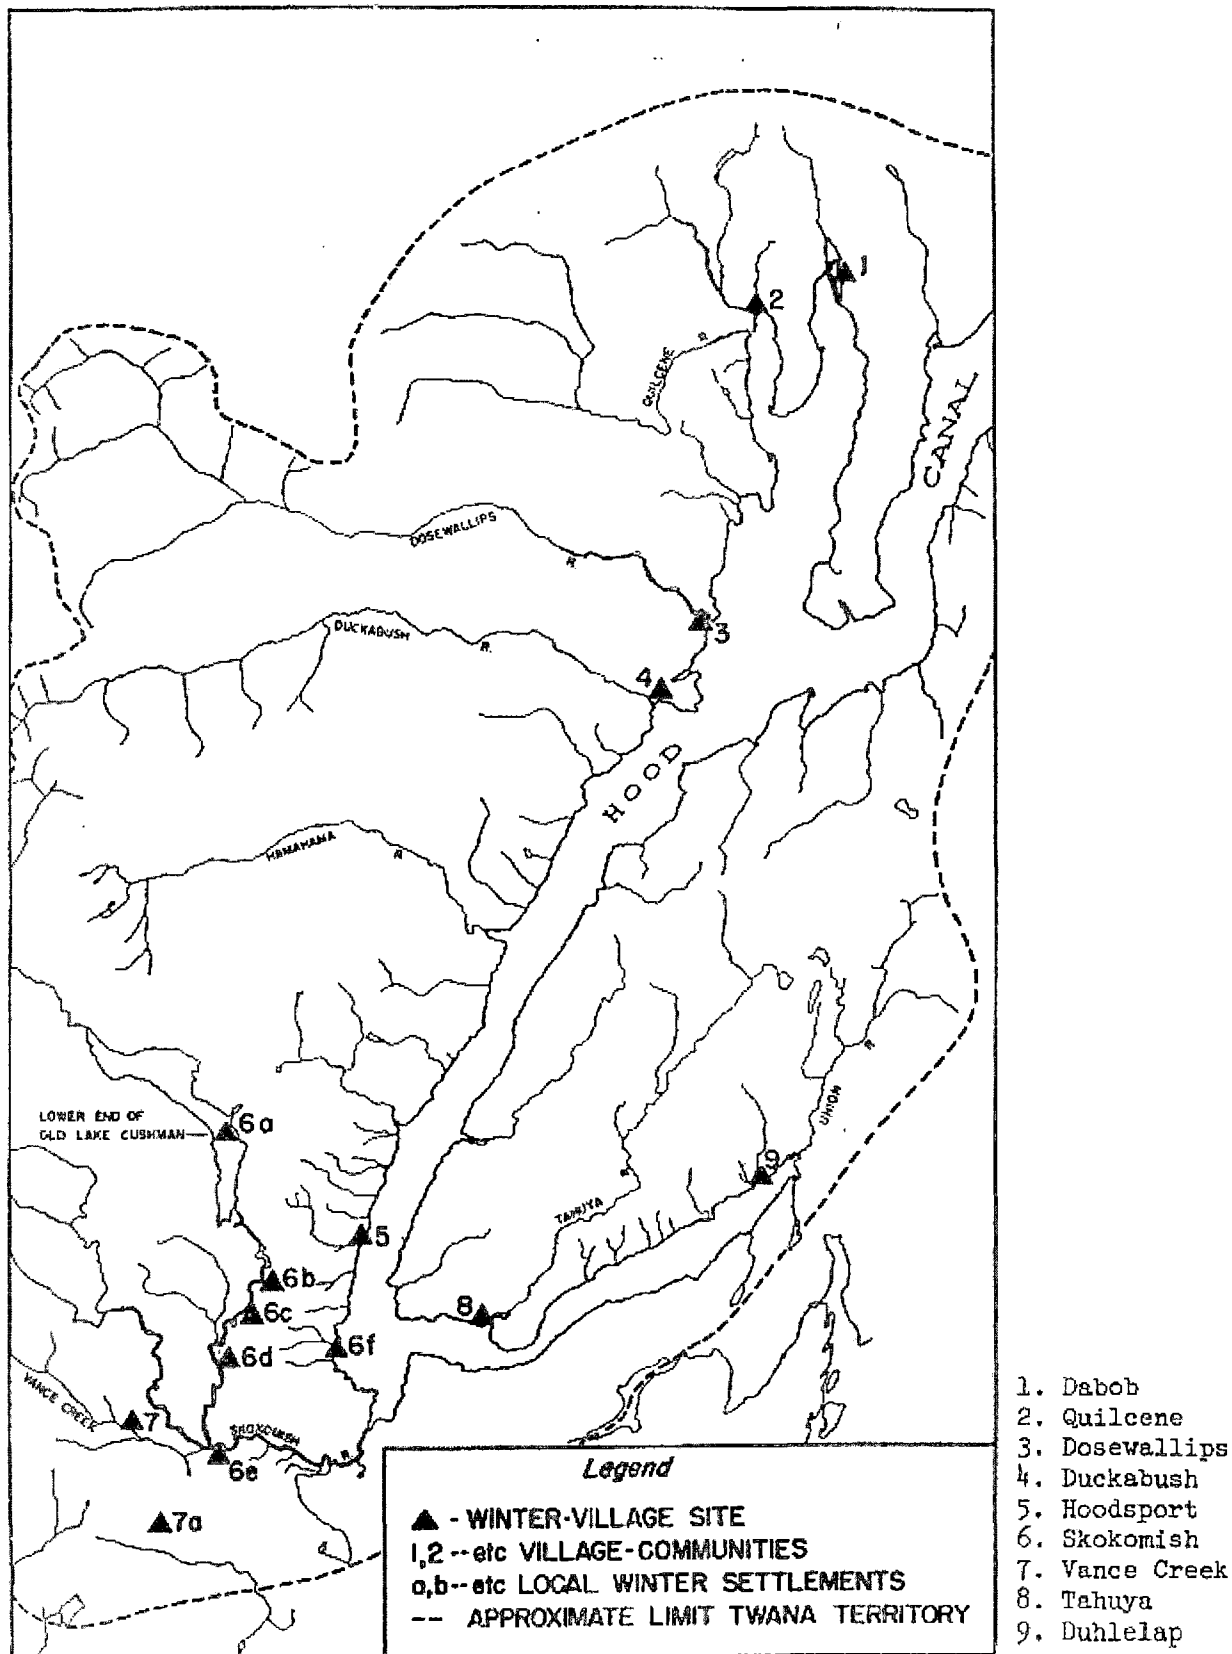 1
2
QUILCENE R
CANAL
DOSEWALLIPS R
3
DUCKABUSH R.
4
HOOD
HAMAHAMA R
LOWER END OF
OLD LAKE CUSHMAN
6a
9
UNION R
TAHUYA R
5
6b
6c
8
6d
6f
VANCE CREEK
7
SKOKOMISH R
6e
7a
Legend
▲ - WINTER-VILLAGE SITE
1,2 -- etc VILLAGE-COMMUNITIES
a,b -- etc LOCAL WINTER SETTLEMENTS
-- APPROXIMATE LIMIT TWANA TERRITORY
1. Dabob
2. Quilcene
3. Dosewallips
4. Duckabush
5. Hoodsport
6. Skokomish
7. Vance Creek
8. Tahuya
9. Duhlelap